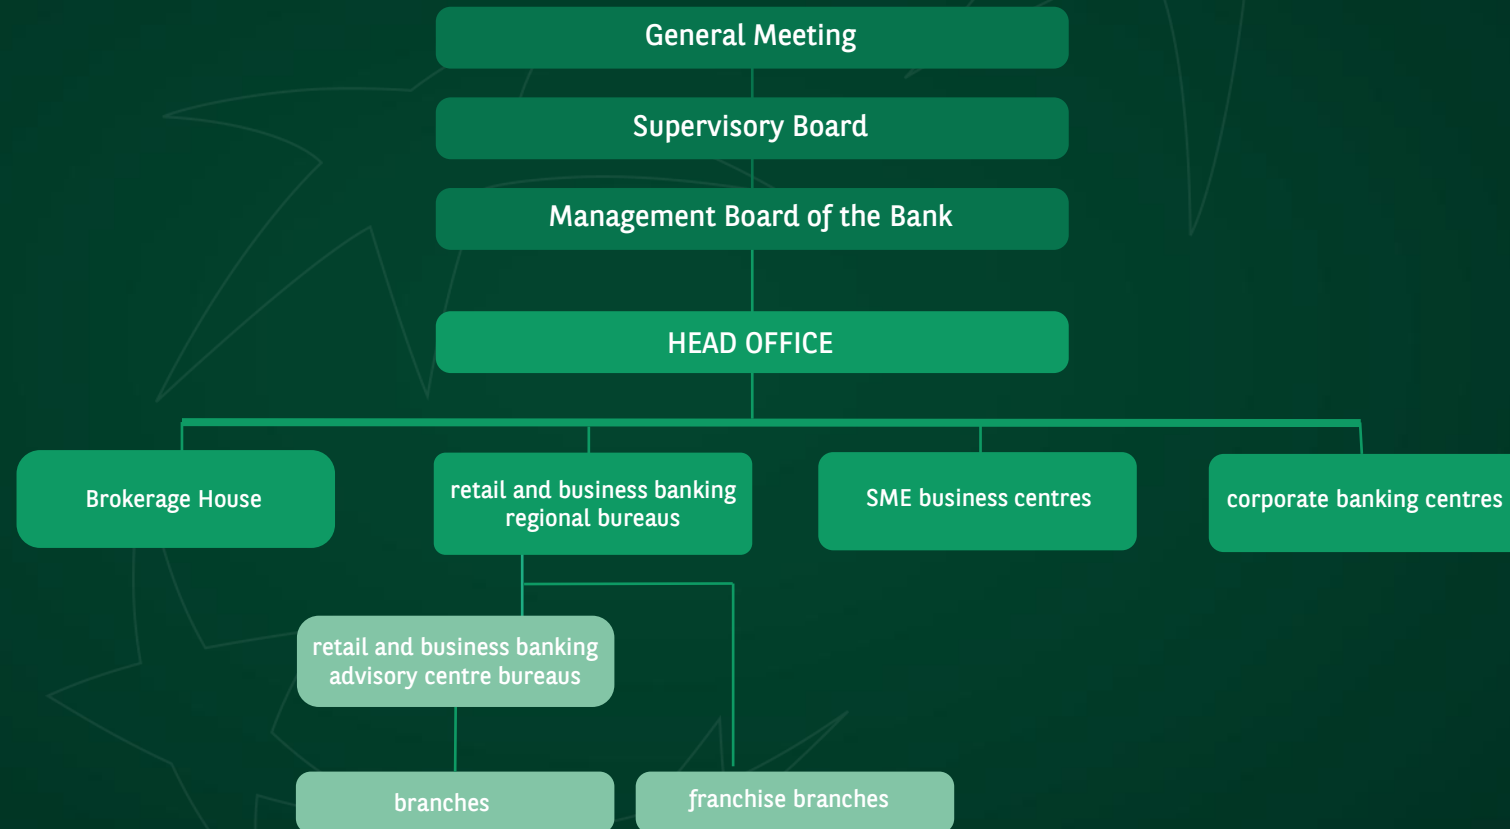 General Meeting
Supervisory Board
Management Board of the Bank
HEAD OFFICE
Brokerage House
retail and business banking
regional bureaus
SME business centres
corporate banking centres
retail and business banking
advisory centre bureaus
branches
franchise branches